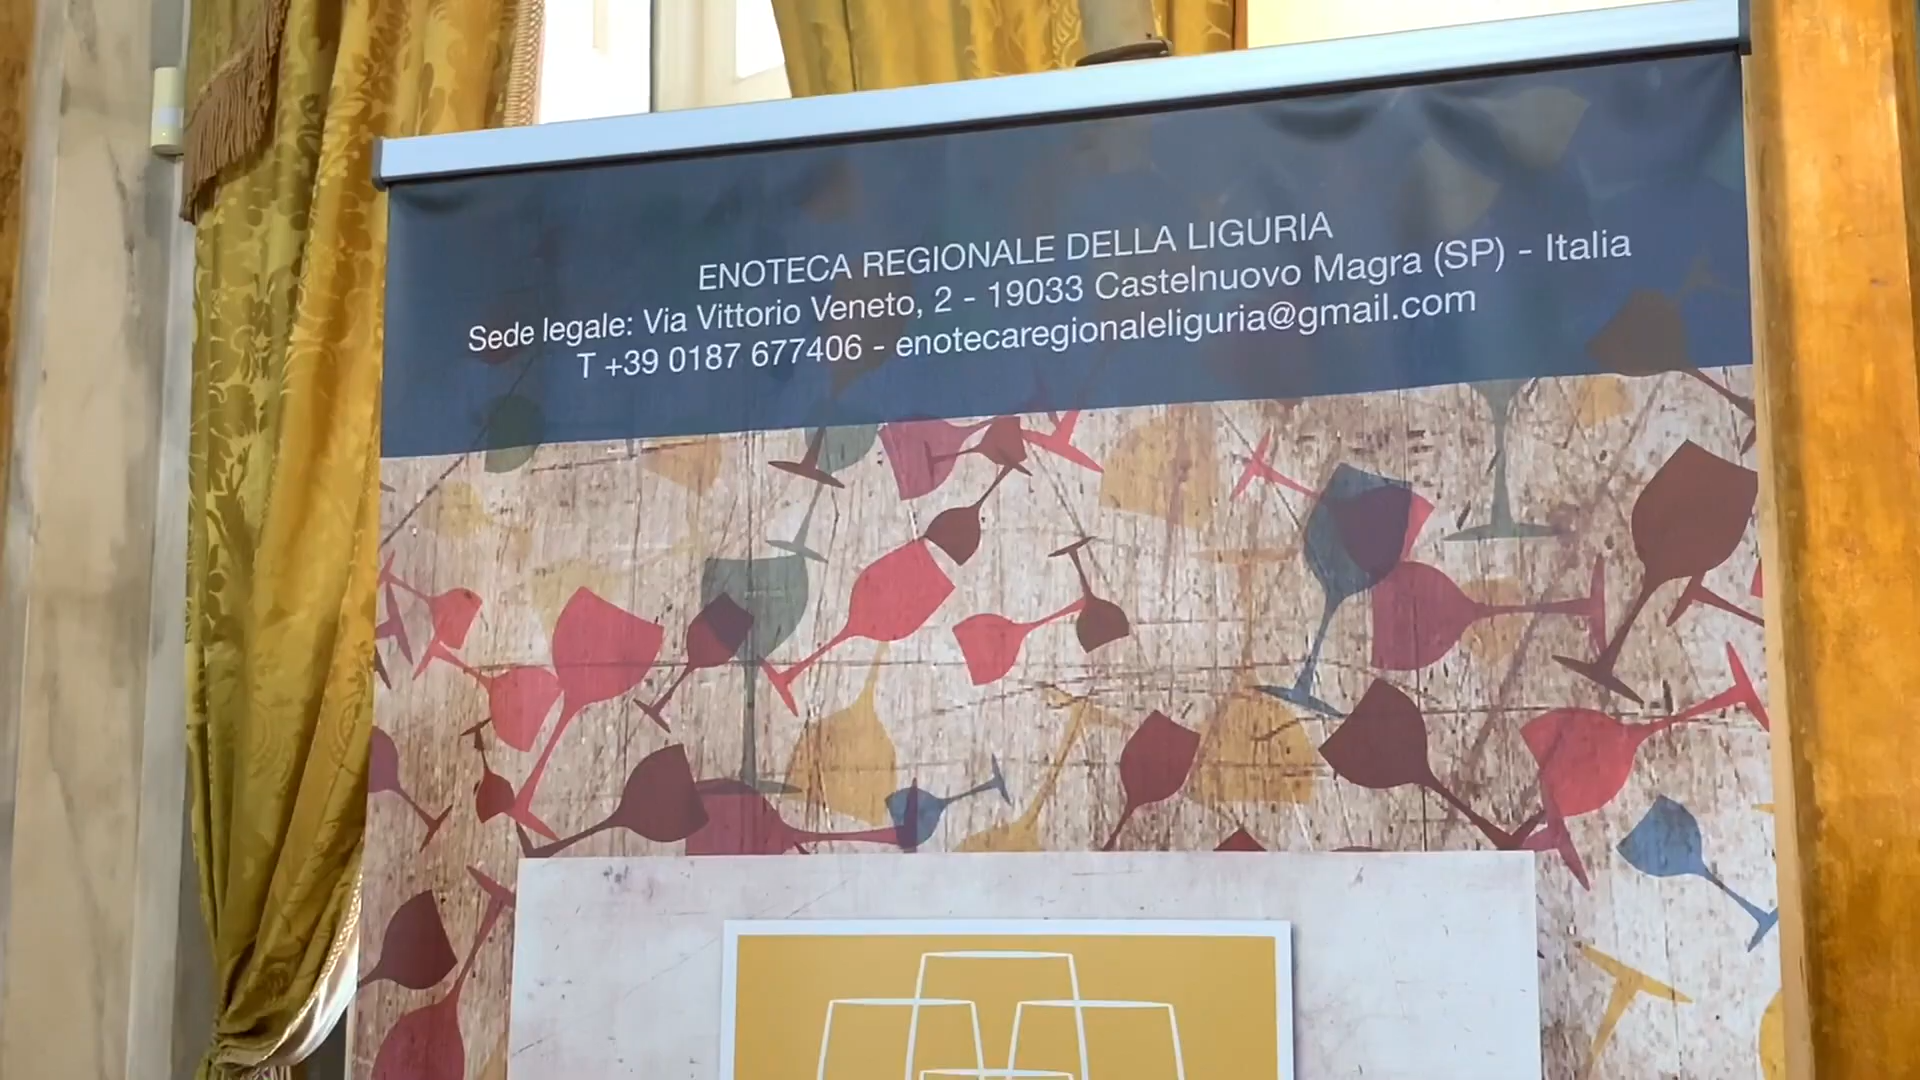 ENOTECA REGIONALE DELLA LIGURIA
Sede legale: Via Vittorio Veneto, 2 - 19033 Castelnuovo Magra (SP) - Italia
T +39 0187 677406 - enotecaregionaleliguria@gmail.com